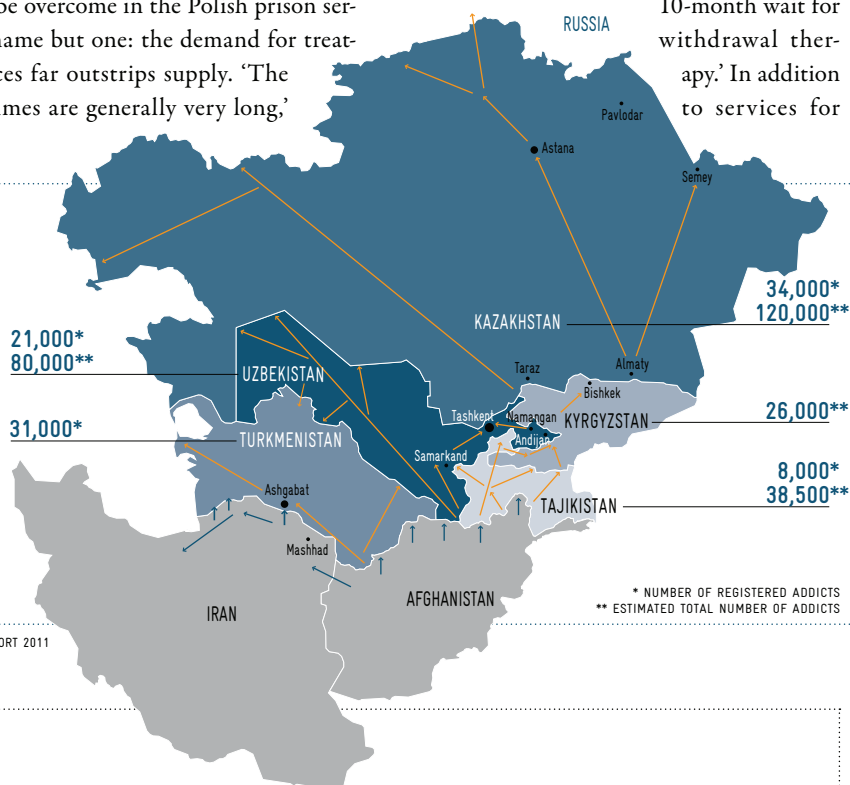 be overcome in the Polish prison ser-
name but one: the demand for treat-
ces far outstrips supply. ‘The
imes are generally very long,’
10-month wait for
withdrawal ther-
apy.’ In addition
to services for
RUSSIA
Pavlodar
Astana
Semey
34,000*
120,000**
KAZAKHSTAN
21,000*
80,000**
UZBEKISTAN
Taraz
Almaty
Bishkek
Tashkent
Namangan
KYRGYZSTAN
26,000**
31,000*
TURKMENISTAN
Andijan
Samarkand
8,000*
38,500**
Ashgabat
TAJIKISTAN
Mashhad
AFGHANISTAN
IRAN
* NUMBER OF REGISTERED ADDICTS
** ESTIMATED TOTAL NUMBER OF ADDICTS
ORT 2011